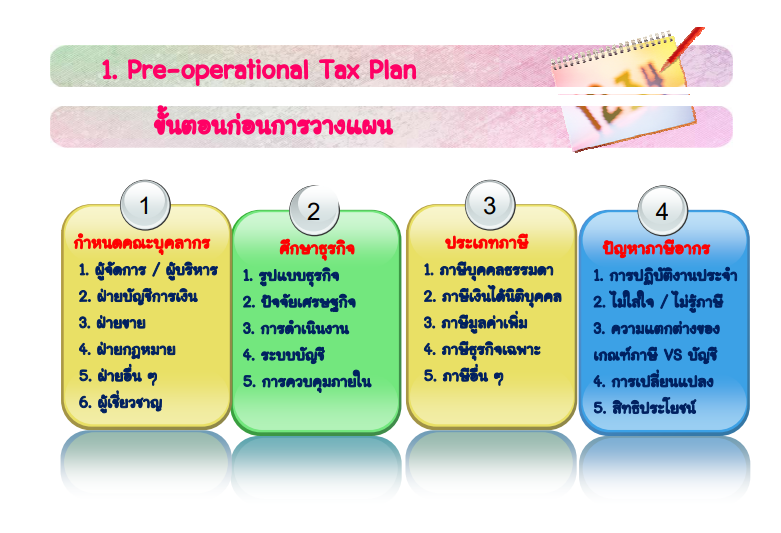 1. Pre-operational Tax Plan
ขั้นตอนก่อนการวางแผน
1
กำหนดคณะบุคลากร
1. ผู้จัดการ / ผู้บริหาร
2. ฝ่ายบัญชีการเงิน
3. ฝ่ายขาย
4. ฝ่ายกฎหมาย
5. ฝ่ายอื่น ๆ
6. ผู้เชี่ยวชาญ
2
ศึกษาธุรกิจ
1. รูปแบบธุรกิจ
2. ปัจจัยเศรษฐกิจ
3. การดำเนินงาน
4. ระบบบัญชี
5. การควบคุมภายใน
3
ประเภทภาษี
1. ภาษีบุคคลธรรมดา
2. ภาษีเงินได้นิติบุคคล
3. ภาษีมูลค่าเพิ่ม
4. ภาษีธุรกิจเฉพาะ
5. ภาษีอื่น ๆ
4
ปัญหาภาษีอากร
1. การปฏิบัติงานประจำ
2. ไม่ใส่ใจ / ไม่รู้ภาษี
3. ความแตกต่างของ
เกณฑ์ภาษี VS บัญชี
4. การเปลี่ยนแปลง
5. สิทธิประโยชน์